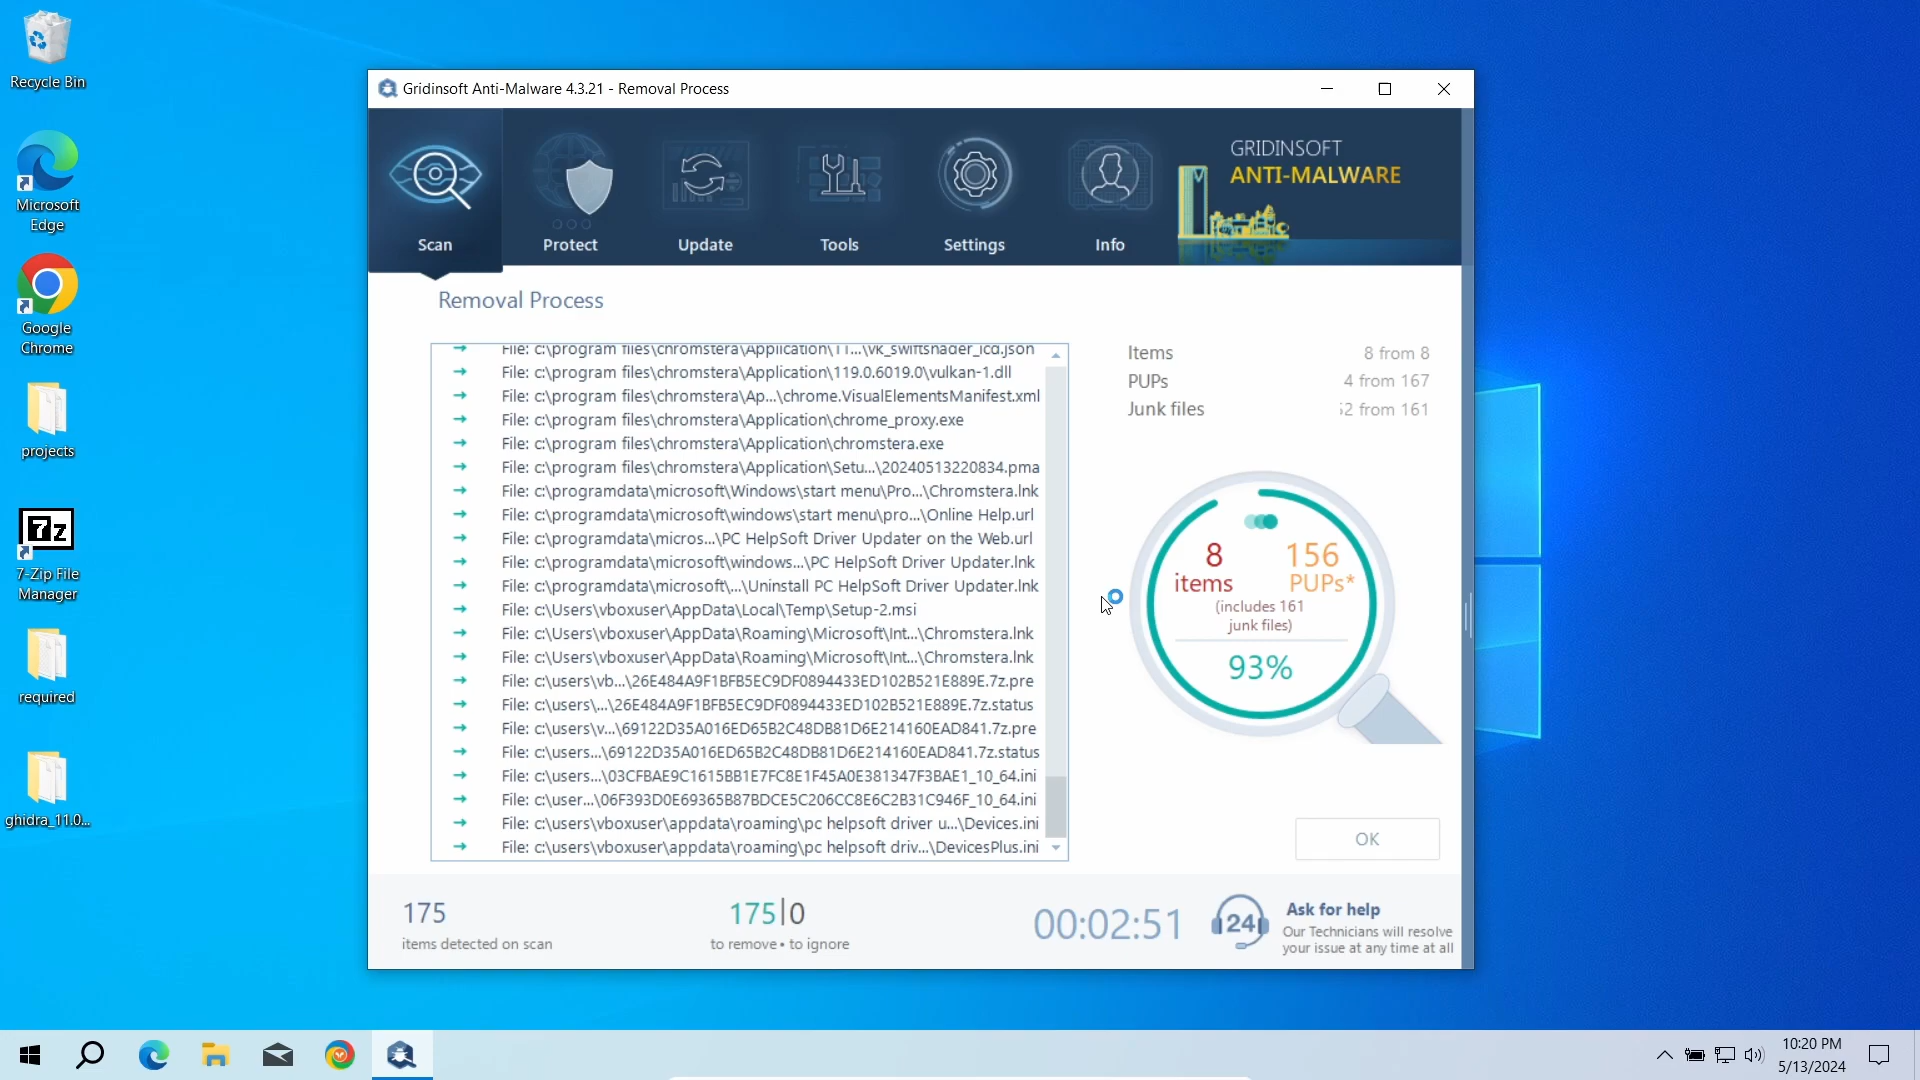 Recycle Bin
Microsoft
Edge
Google
Chrome
projects
7z
7-Zip File
Manager
required
ghidra_11.0...
Gridinsoft Anti-Malware 4.3.21 - Removal Process
Scan
Protect
Update
Tools
Settings
Info
GRIDINSOFT
ANTI-MALWARE
Removal Process
File: c:\program files\chromstera\Application\11...\vk_swiftshader_icd.json
File: c:\program files\chromstera\Application\119.0.6019.0\vulkan-1.dll
File: c:\program files\chromstera\Ap...\chrome.VisualElementsManifest.xml
File: c:\program files\chromstera\Application\chrome_proxy.exe
File: c:\program files\chromstera\Application\chromstera.exe
File: c:\program files\chromstera\Application\Setu...\20240513220834.pma
File: c:\programdata\microsoft\Windows\start menu\Pro...\Chromstera.lnk
File: c:\programdata\microsoft\windows\start menu\pro...\Online Help.url
File: c:\programdata\micros...\PC HelpSoft Driver Updater on the Web.url
File: c:\programdata\microsoft\windows...\PC HelpSoft Driver Updater.lnk
File: c:\programdata\microsoft\...\Uninstall PC HelpSoft Driver Updater.lnk
File: c:\Users\vboxuser\AppData\Local\Temp\Setup-2.msi
File: c:\Users\vboxuser\AppData\Roaming\Microsoft\Int...\Chromstera.lnk
File: c:\Users\vboxuser\AppData\Roaming\Microsoft\Int...\Chromstera.lnk
File: c:\users\vb...\26E484A9F1BFB5EC9DF0894433ED102B521E889E.7z.pre
File: c:\users\...\26E484A9F1BFB5EC9DF0894433ED102B521E889E.7z.status
File: c:\users\v...\69122D35A016ED65B2C48DB81D6E214160EAD841.7z.pre
File: c:\users...\69122D35A016ED65B2C48DB81D6E214160EAD841.7z.status
File: c:\users...\03CFBAE9C1615BB1E7FC8E1F45A0E381347F3BAE1_10_64.ini
File: c:\user...\06F393D0E69365B87BDCE5C206CC8E6C2B31C946F_10_64.ini
File: c:\users\vboxuser\appdata\roaming\pc helpsoft driver u...\Devices.ini
File: c:\users\vboxuser\appdata\roaming\pc helpsoft driv...\DevicesPlus.ini
Items 8 from 8
PUPs 4 from 167
Junk files 52 from 161
8
items
156
PUPs*
(includes 161
junk files)
93%
OK
175
items detected on scan
175|0
to remove • to ignore
00:02:51
24
Ask for help
Our Technicians will resolve
your issue at any time at all
10:20 PM
5/13/2024